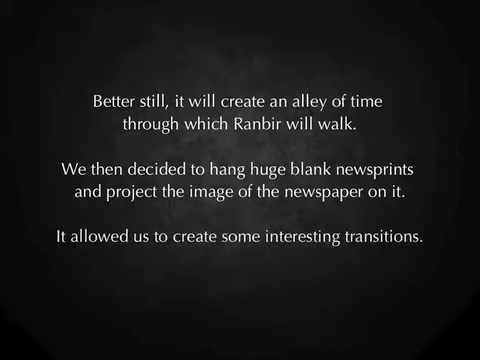 Better still, it will create an alley of time
through which Ranbir will walk.
We then decided to hang huge blank newsprints
and project the image of the newspaper on it.
It allowed us to create some interesting transitions.